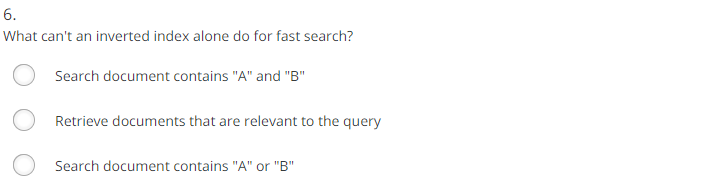 6.
What can't an inverted index alone do for fast search?
Search document contains "A" and "B"
Retrieve documents that are relevant to the query
Search document contains "A" or "B"